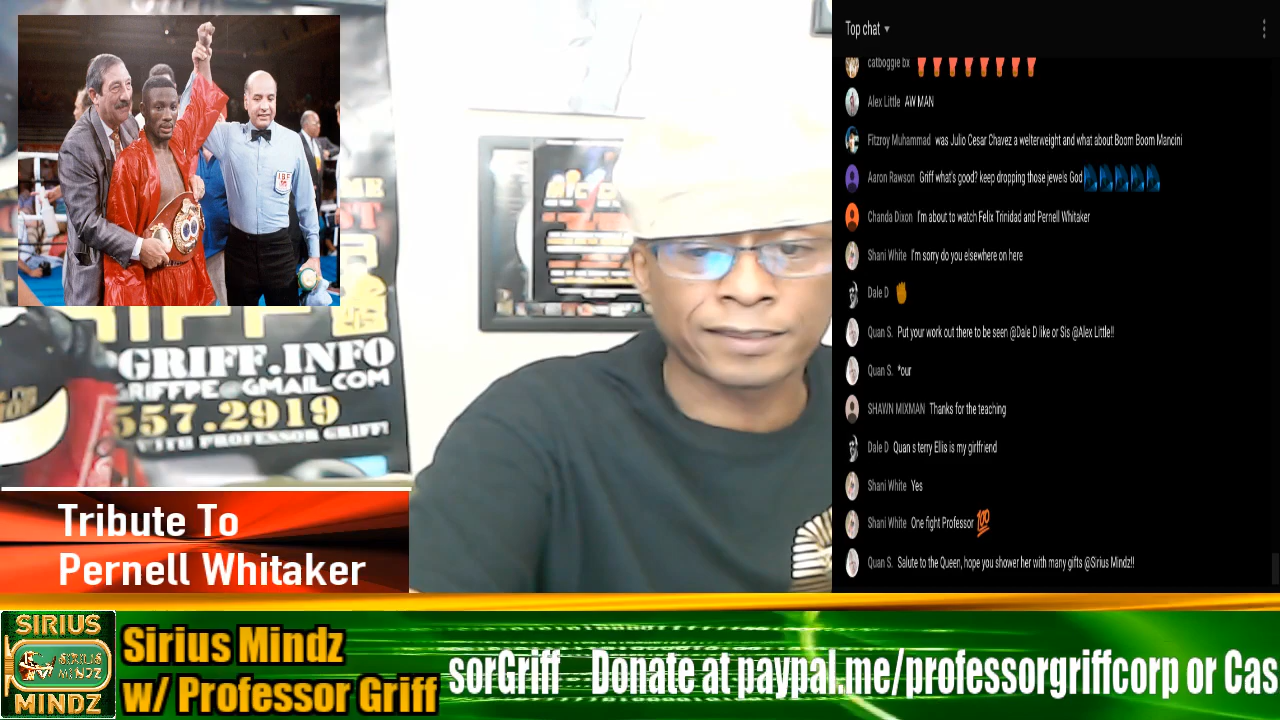 Top chat
catboggie bx
Alex Little AW MAN
Fitzroy Muhammad was Julio Cesar Chavez a welterweight and what about Boom Boom Mancini
Aaron Rawson Griff what's good? keep dropping those jewels God
Chanda Dixon I'm about to watch Felix Trinidad and Pernell Whitaker
Shani White I'm sorry do you elsewhere on here
Dale D
Quan S. Put your work out there to be seen @Dale D like or Sis @Alex Little!!
Quan S. *our
SHAWN MIXMAN Thanks for the teaching
Dale D Quan s terry Ellis is my girlfriend
Shani White Yes
Shani White One fight Professor 💯
Quan S. Salute to the Queen, hope you shower her with many gifts @Sirius Mindz!!
IBF
GRIFF
GRIFF.INFO
GRIFFPE@GMAIL.COM
557.2919
WITH PROFESSOR GRIFF!
Tribute To
Pernell Whitaker
SIRIUS
SIRIUS
MINDZ
MINDZ
Sirius Mindz
w/ Professor Griff
sorGriff Donate at paypal.me/professorgriffcorp or Cas